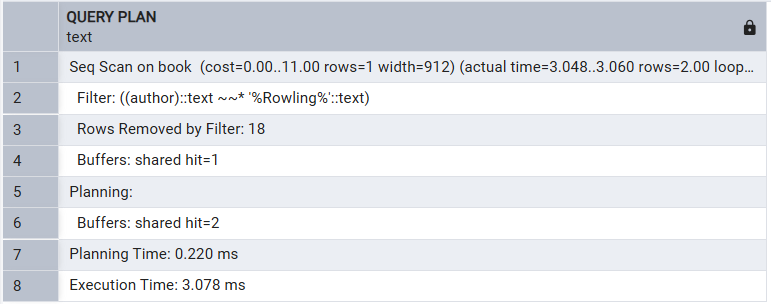 QUERY PLAN
text
1 Seq Scan on book (cost=0.00..11.00 rows=1 width=912) (actual time=3.048..3.060 rows=2.00 loop...
2 Filter: ((author)::text ~~* '%Rowling%'::text)
3 Rows Removed by Filter: 18
4 Buffers: shared hit=1
5 Planning:
6 Buffers: shared hit=2
7 Planning Time: 0.220 ms
8 Execution Time: 3.078 ms